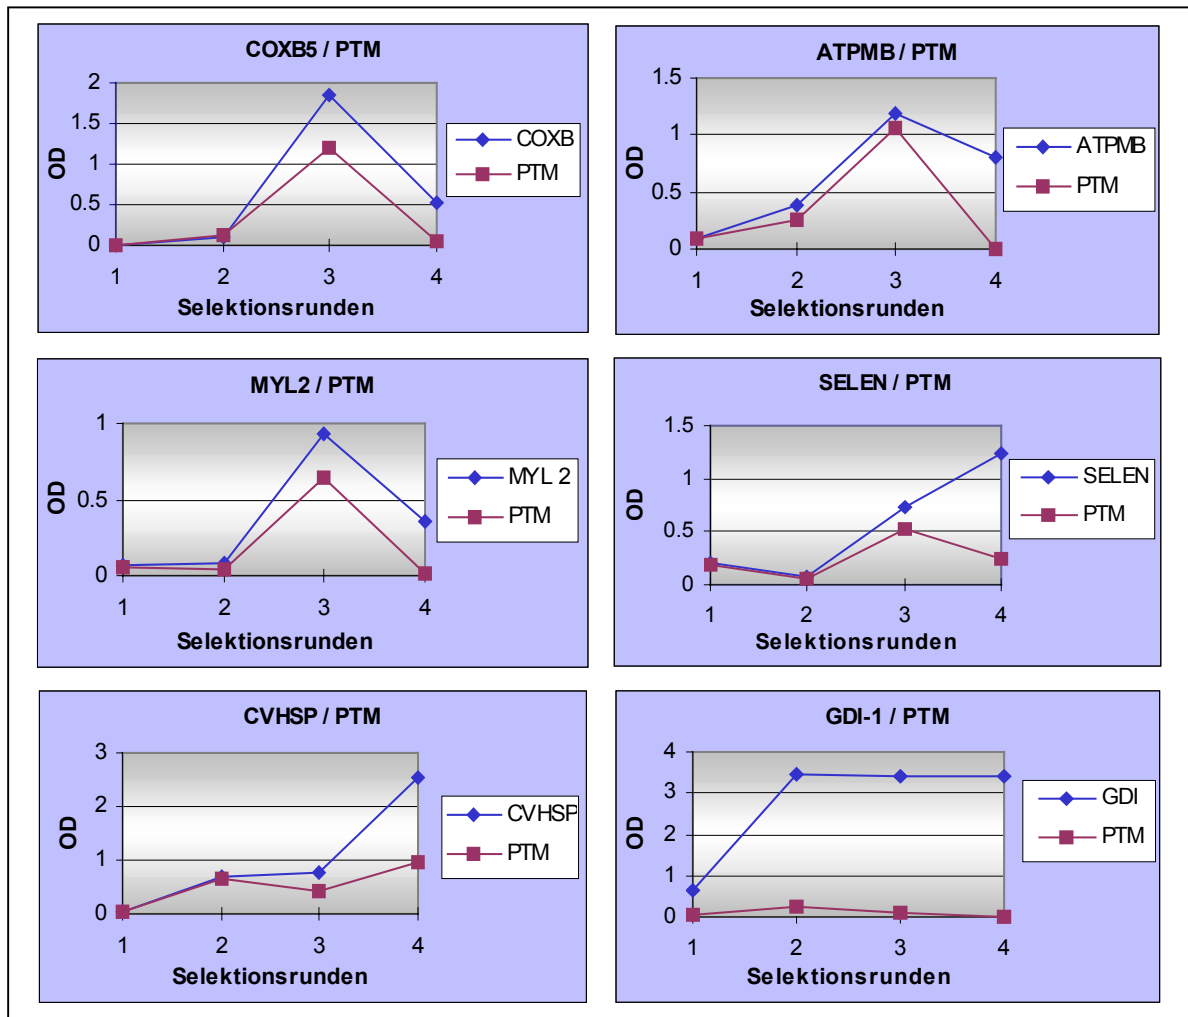 COXB5 / PTM
2
1.5
1
0.5
0
OD
1 2 3 4
Selektionsrunden
COXB
PTM
ATPMB / PTM
1.5
1
0.5
0
OD
1 2 3 4
Selektionsrunden
ATPMB
PTM
MYL2 / PTM
1
0.5
0
OD
1 2 3 4
Selektionsrunden
MYL 2
PTM
SELEN / PTM
1.5
1
0.5
0
OD
1 2 3 4
Selektionsrunden
SELEN
PTM
CVHSP / PTM
3
2
1
0
OD
1 2 3 4
Selektionsrunden
CVHSP
PTM
GDI-1 / PTM
4
3
2
1
0
OD
1 2 3 4
Selektionsrunden
GDI
PTM